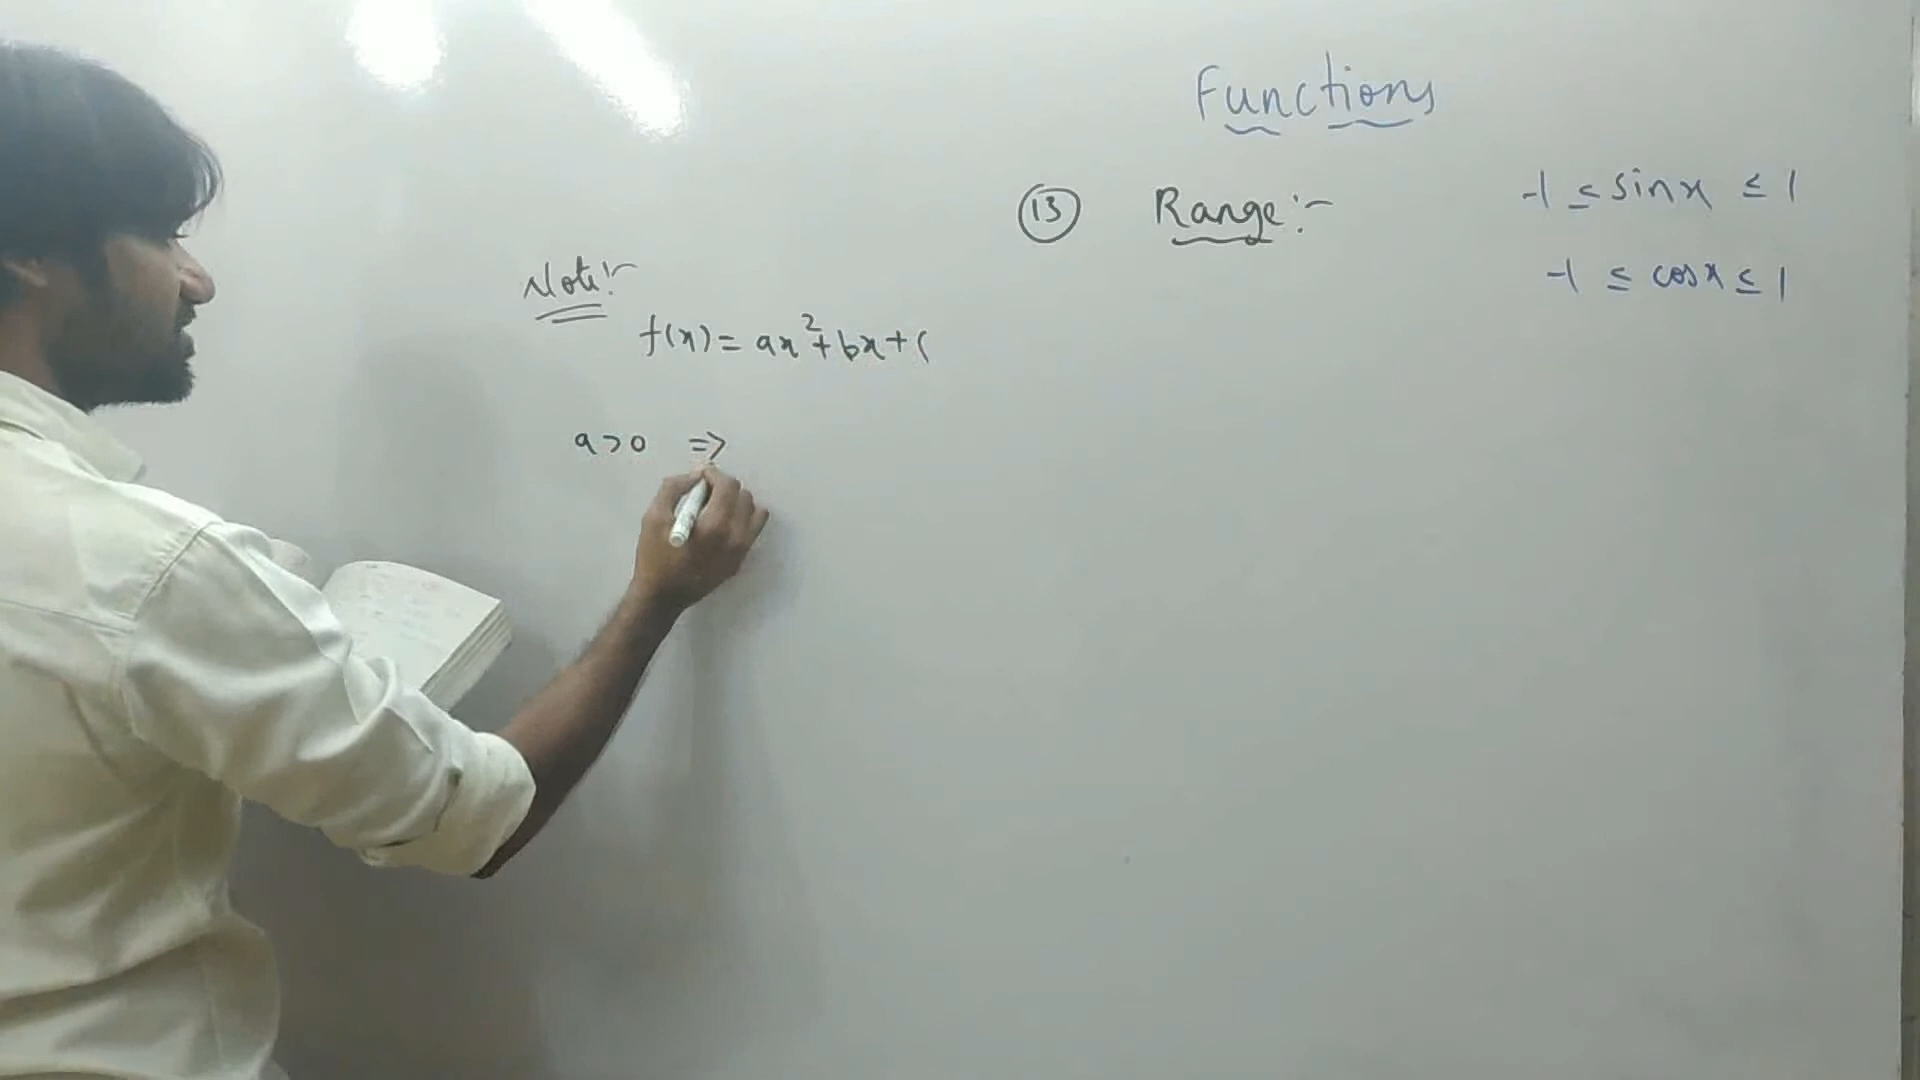 Functions
13 Range:-
-1 ≤ sinx ≤ 1
-1 ≤ cosx ≤ 1
Note:-
f(x) = ax²+bx+c
a>0 =>